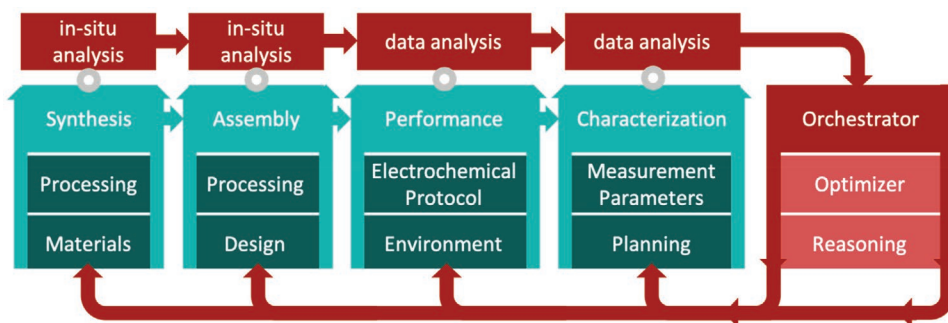 in-situ
analysis
in-situ
analysis
data analysis
data analysis
Synthesis
Assembly
Performance
Characterization
Orchestrator
Processing
Processing
Electrochemical
Protocol
Measurement
Parameters
Optimizer
Materials
Design
Environment
Planning
Reasoning